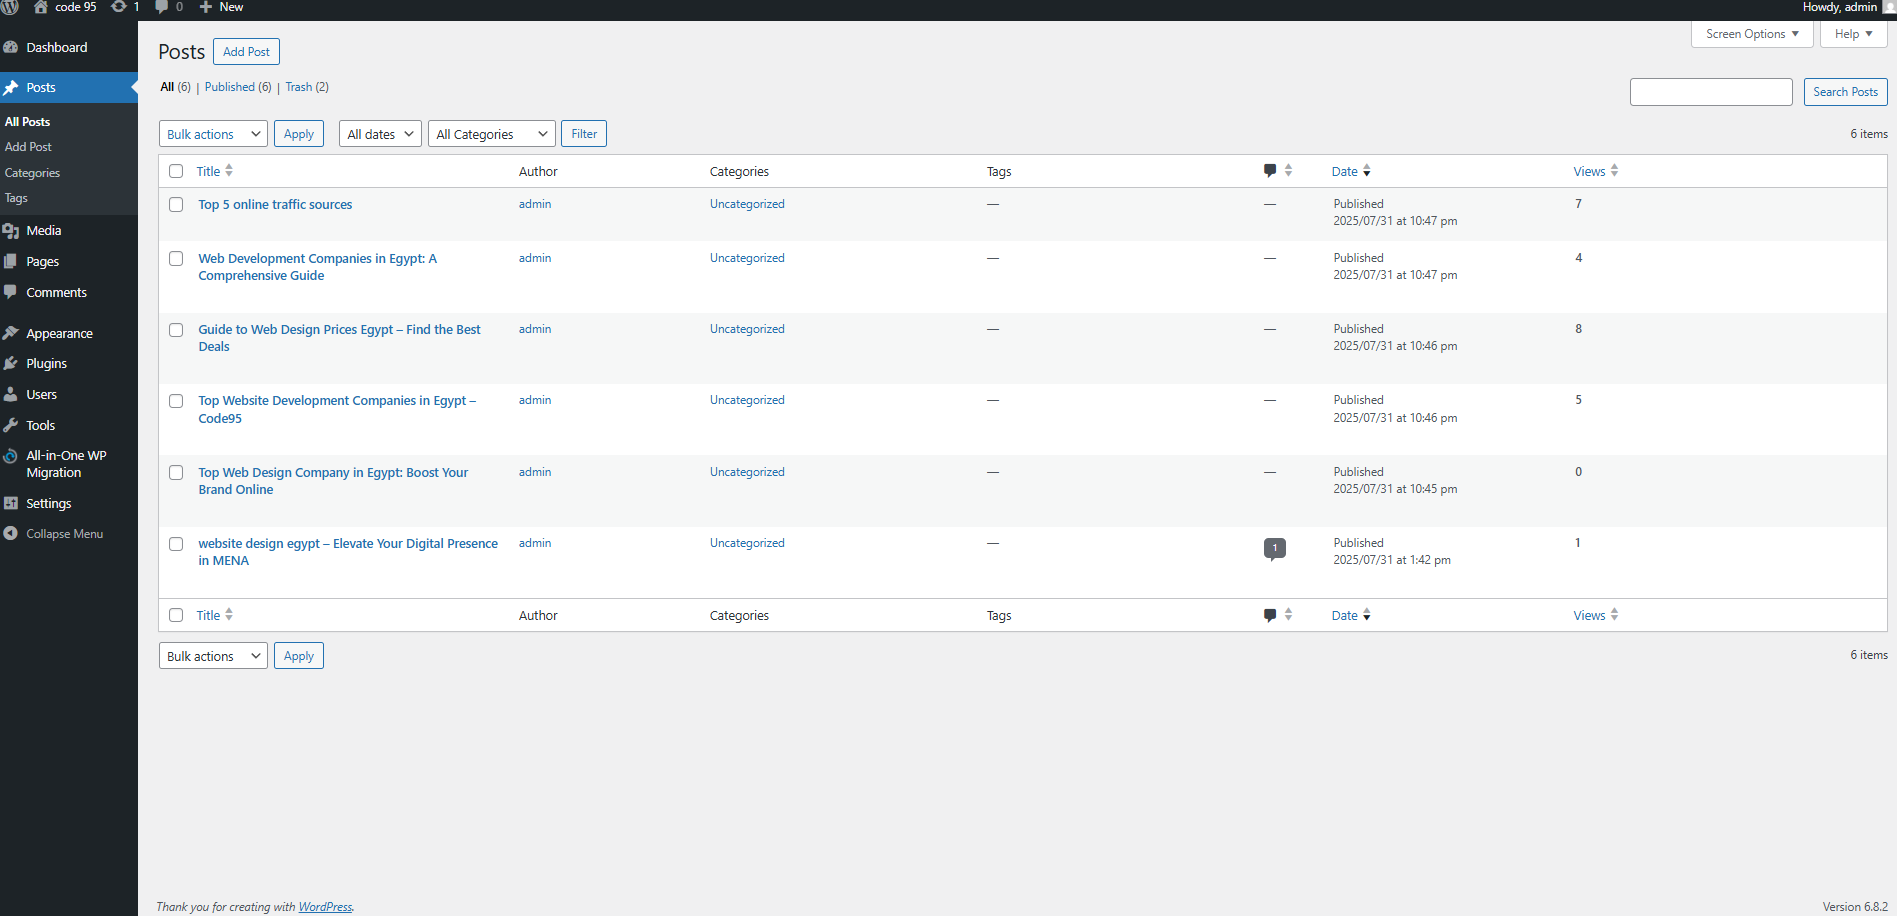 code 95 1 0 New Howdy, admin
Screen Options Help
Dashboard
Posts
All Posts
Add Post
Categories
Tags
Media
Pages
Comments
Appearance
Plugins
Users
Tools
All-in-One WP
Migration
Settings
Collapse Menu
Posts Add Post
All (6) | Published (6) | Trash (2)
Search Posts
Bulk actions Apply All dates All Categories Filter 6 items
Title Author Categories Tags Date Views
Top 5 online traffic sources admin Uncategorized — — Published 7
2025/07/31 at 10:47 pm
Web Development Companies in Egypt: A admin Uncategorized — — Published 4
Comprehensive Guide 2025/07/31 at 10:47 pm
Guide to Web Design Prices Egypt – Find the Best admin Uncategorized — — Published 8
Deals 2025/07/31 at 10:46 pm
Top Website Development Companies in Egypt – admin Uncategorized — — Published 5
Code95 2025/07/31 at 10:46 pm
Top Web Design Company in Egypt: Boost Your admin Uncategorized — — Published 0
Brand Online 2025/07/31 at 10:45 pm
website design egypt – Elevate Your Digital Presence admin Uncategorized — 1 Published 1
in MENA 2025/07/31 at 1:42 pm
Title Author Categories Tags Date Views
Bulk actions Apply 6 items
Thank you for creating with WordPress. Version 6.8.2